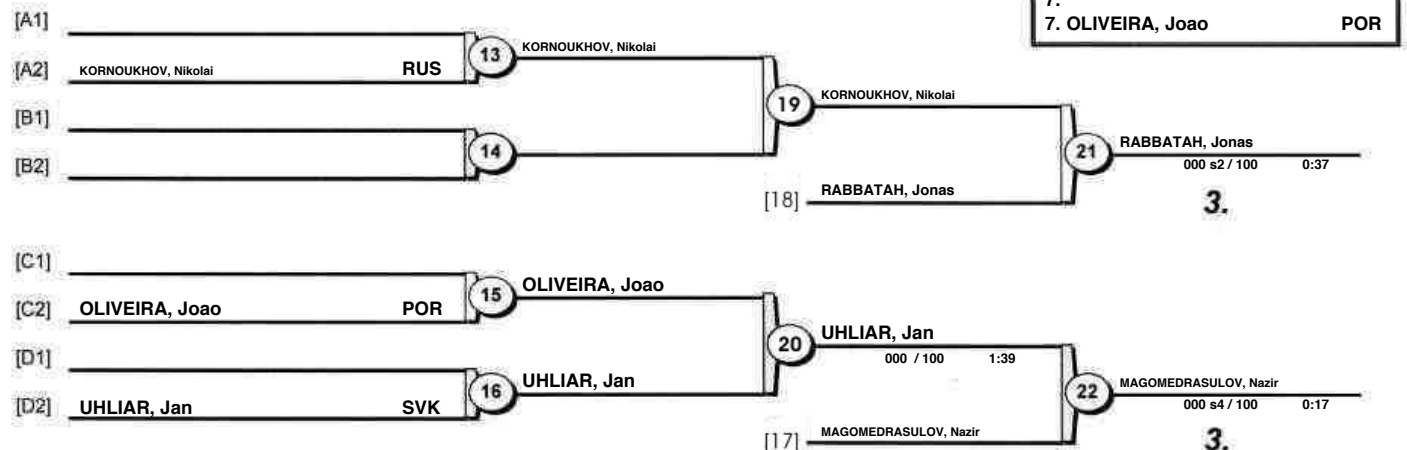 7.
7. OLIVEIRA, Joao POR
[A1]
[A2] KORNOUKHOV, Nikolai RUS
13 KORNOUKHOV, Nikolai
[B1]
[B2]
14
19 KORNOUKHOV, Nikolai
[18] RABBATAH, Jonas
21 RABBATAH, Jonas
000 s2 / 100 0:37
3.
[C1]
[C2] OLIVEIRA, Joao POR
15 OLIVEIRA, Joao
[D1]
[D2] UHLIAR, Jan SVK
16 UHLIAR, Jan
20 UHLIAR, Jan
000 / 100 1:39
[17] MAGOMEDRASULOV, Nazir
22 MAGOMEDRASULOV, Nazir
000 s4 / 100 0:17
3.